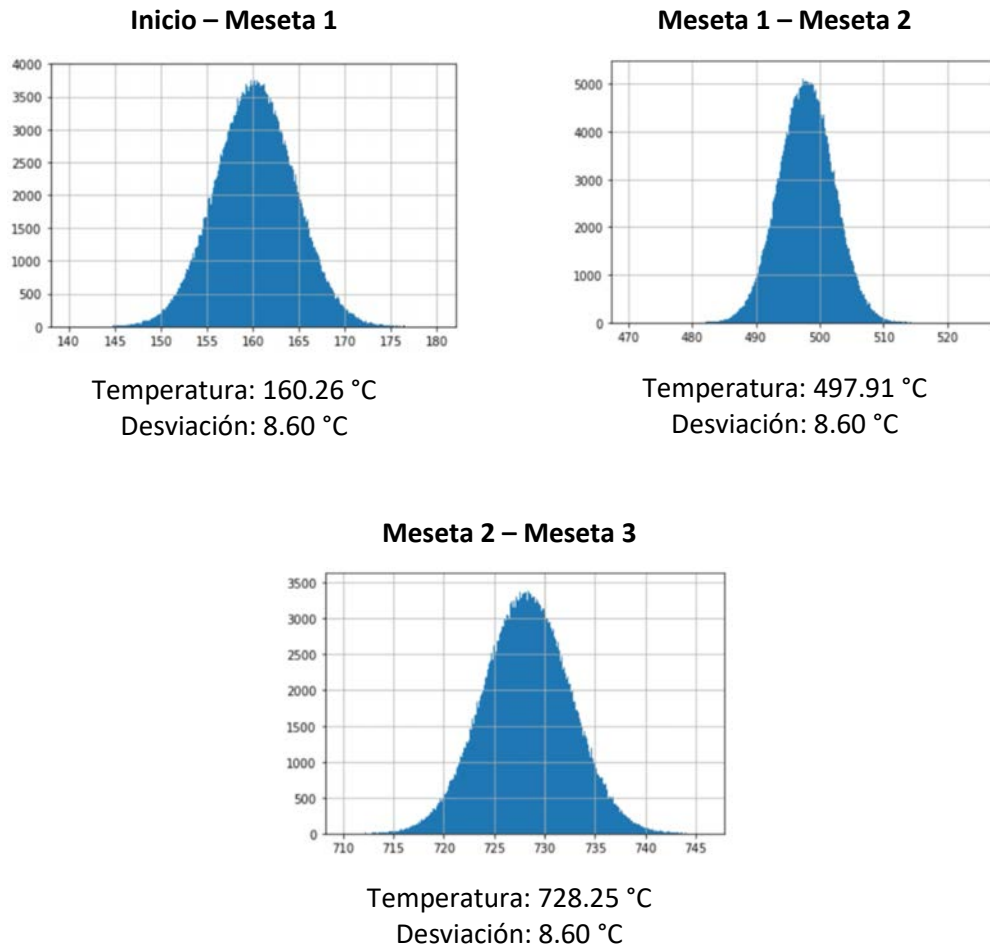 Inicio – Meseta 1
4000
3500
3000
2500
2000
1500
1000
500
0
140 145 150 155 160 165 170 175 180
Temperatura: 160.26 °C
Desviación: 8.60 °C
Meseta 1 – Meseta 2
5000
4000
3000
2000
1000
0
470 480 490 500 510 520
Temperatura: 497.91 °C
Desviación: 8.60 °C
Meseta 2 – Meseta 3
3500
3000
2500
2000
1500
1000
500
0
710 715 720 725 730 735 740 745
Temperatura: 728.25 °C
Desviación: 8.60 °C